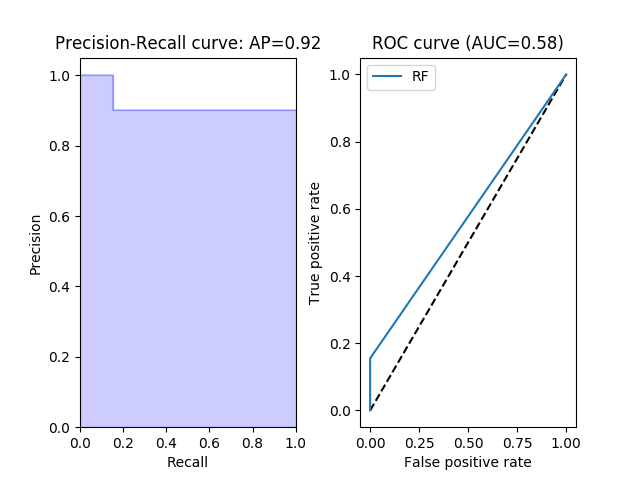 Precision-Recall curve: AP=0.92
1.0
0.8
0.6
0.4
0.2
0.0
Precision
0.0 0.2 0.4 0.6 0.8 1.0
Recall
ROC curve (AUC=0.58)
RF
1.0
0.8
0.6
0.4
0.2
0.0
True positive rate
0.00 0.25 0.50 0.75 1.00
False positive rate